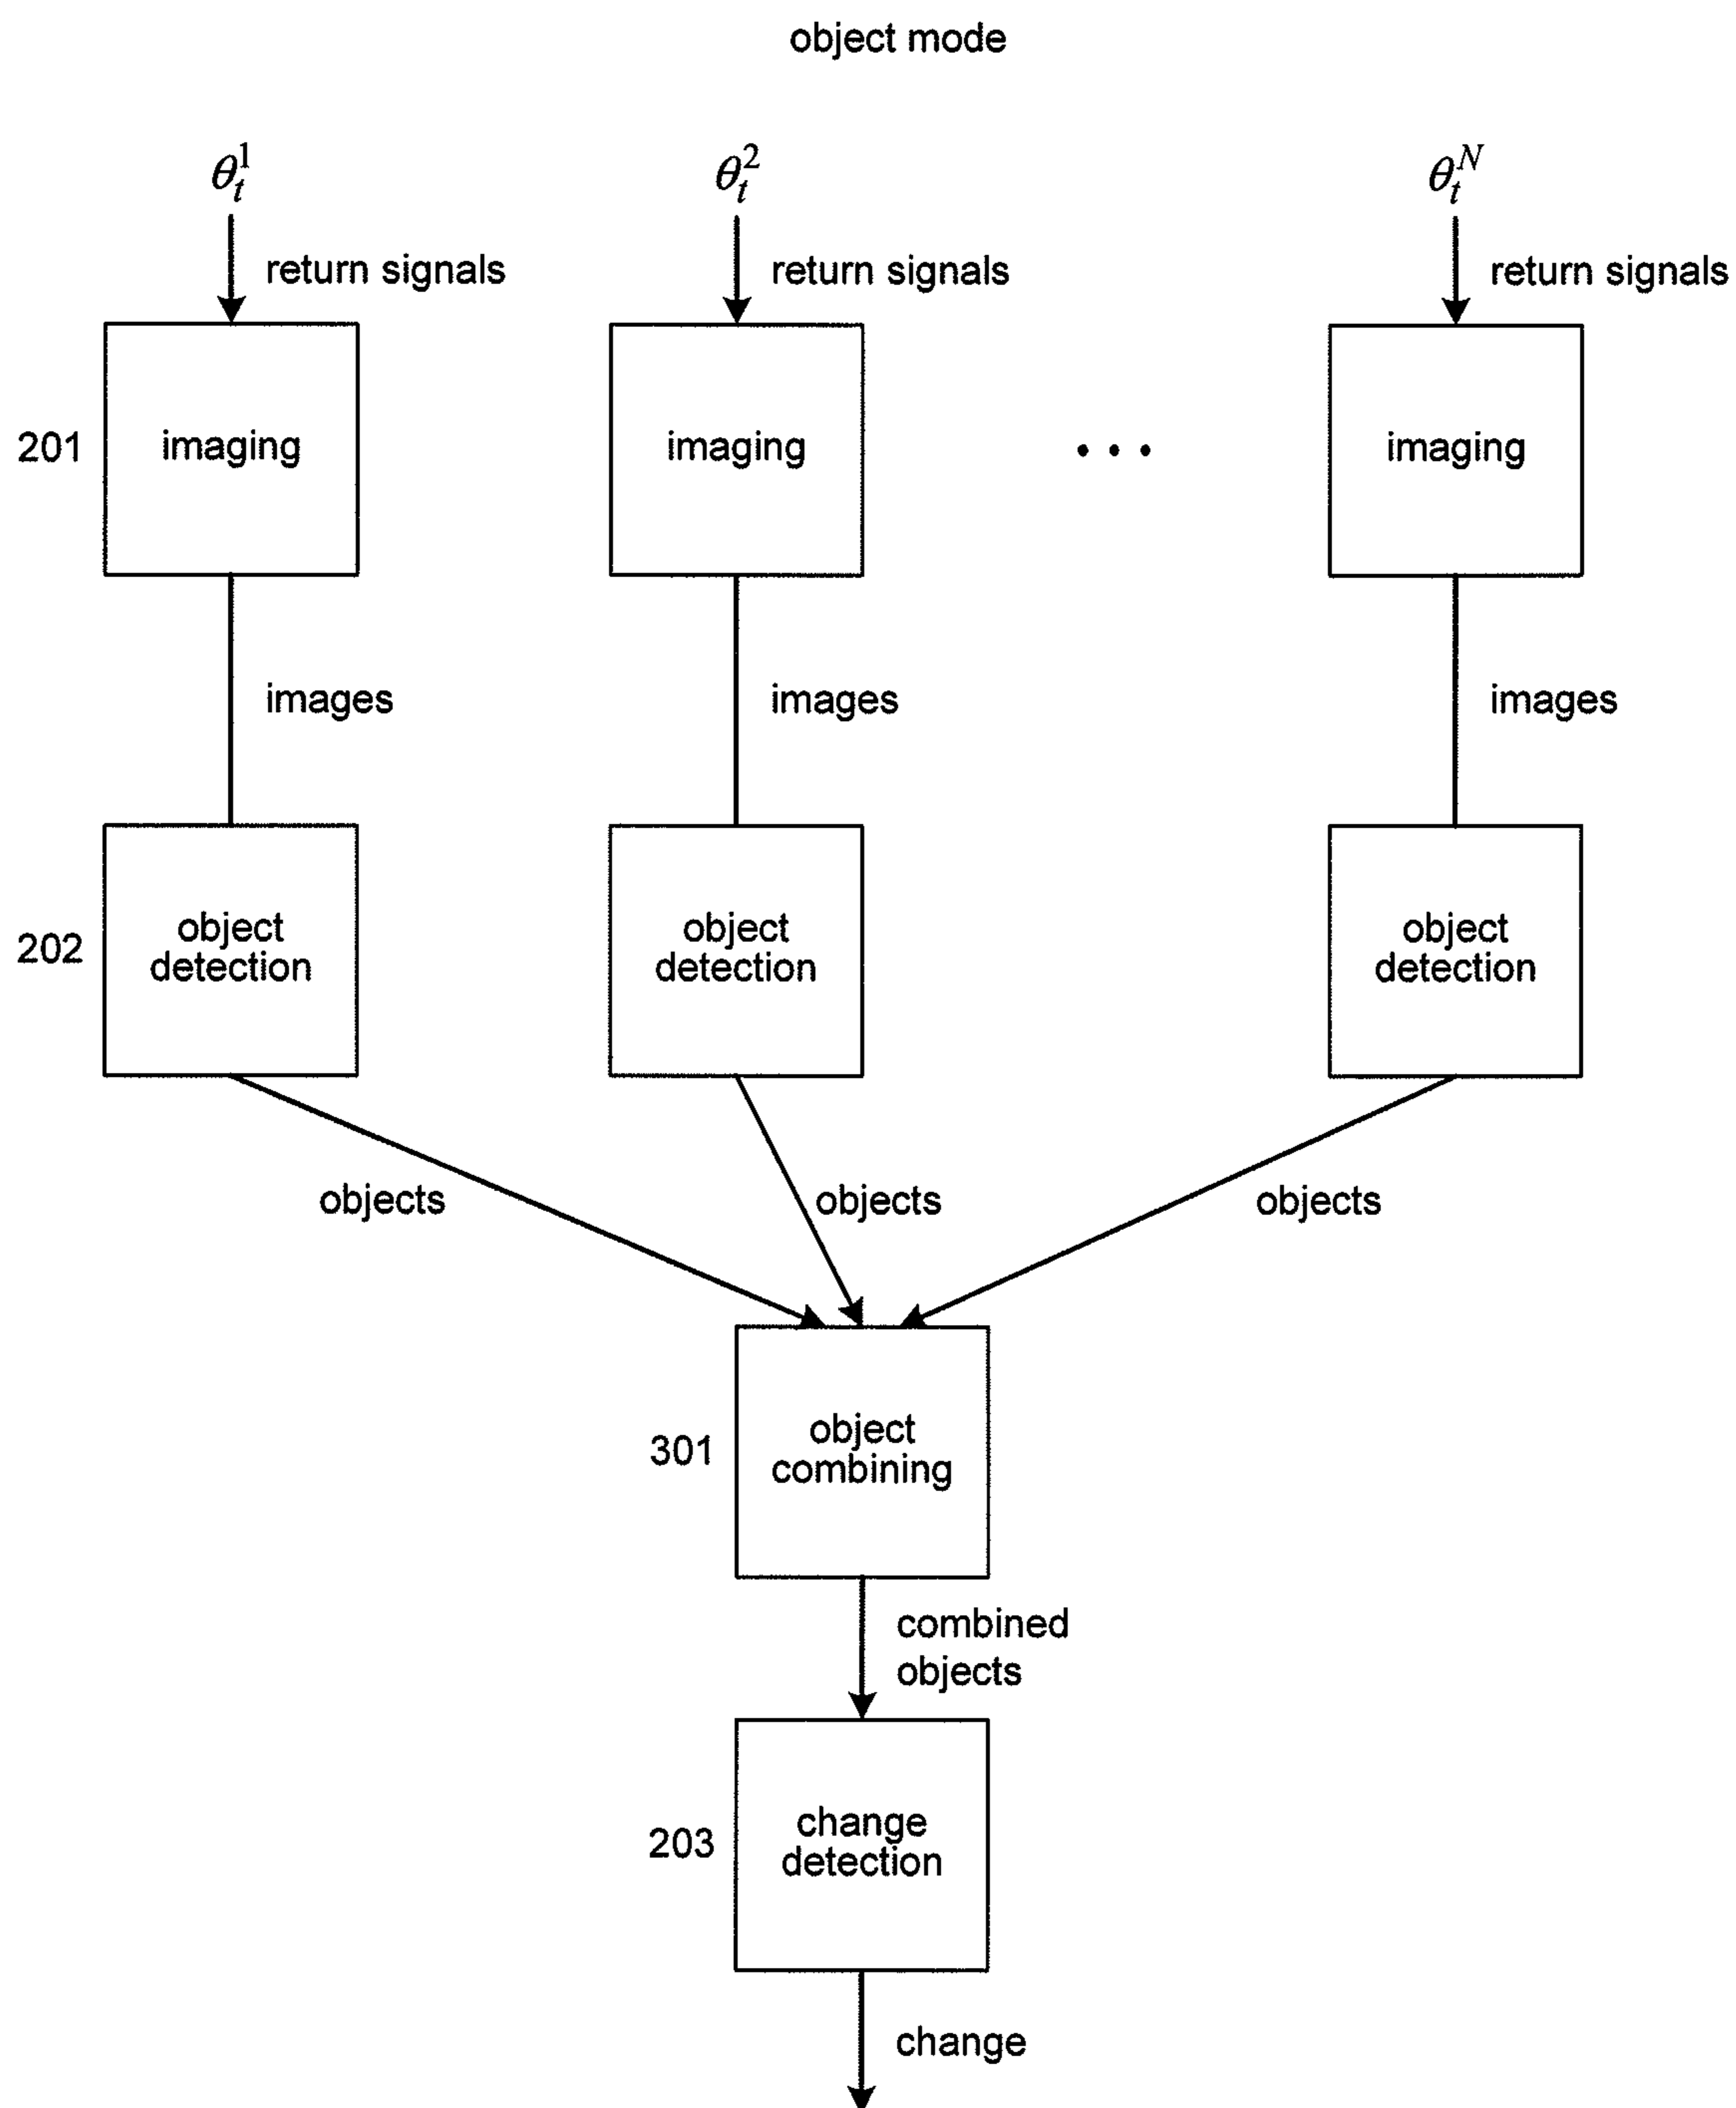 object mode
θ_t^1 θ_t^2 θ_t^N
return signals return signals return signals
201 imaging imaging ... imaging
images images images
202 object detection object detection object detection
objects objects objects
301 object
combining
combined
objects
203 change
detection
change